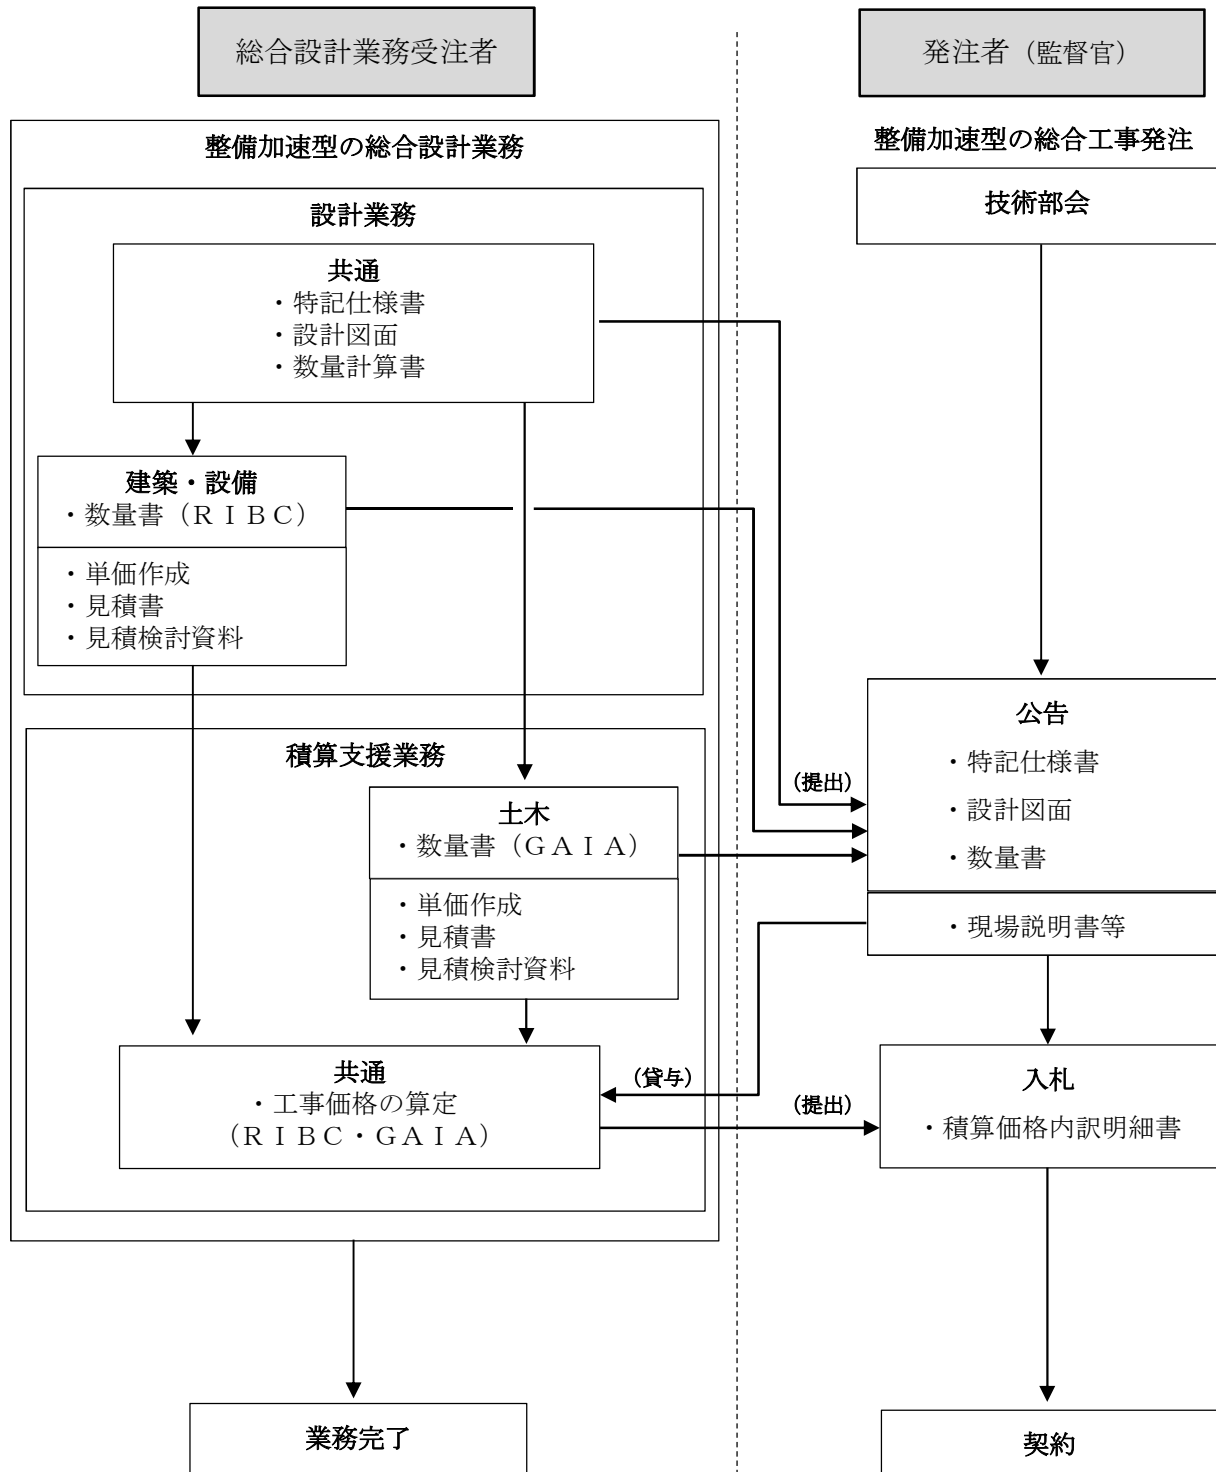 総合設計業務受注者
整備加速型の総合設計業務
設計業務
共通
・特記仕様書
・設計図面
・数量計算書
建築・設備
・数量書（ＲＩＢＣ）
・単価作成
・見積書
・見積検討資料
積算支援業務
土木
・数量書（ＧＡＩＡ）
・単価作成
・見積書
・見積検討資料
共通
・工事価格の算定
（ＲＩＢＣ・ＧＡＩＡ）
業務完了
(提出)
(貸与)
(提出)
発注者（監督官）
整備加速型の総合工事発注
技術部会
公告
・特記仕様書
・設計図面
・数量書
・現場説明書等
入札
・積算価格内訳明細書
契約